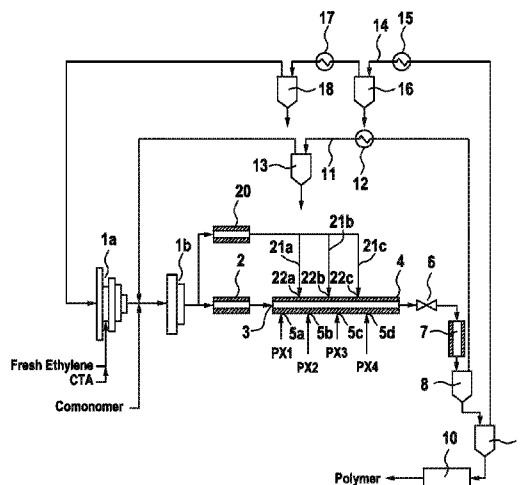 17
14
15
18
16
11
12
13
20
21a
21b
21c
1a
1b
2
22a
22b
22c
4
6
3
5a
5b
5c
5d
7
PX1
PX2
PX3
PX4
Fresh Ethylene
CTA
Comonomer
8
10
Polymer